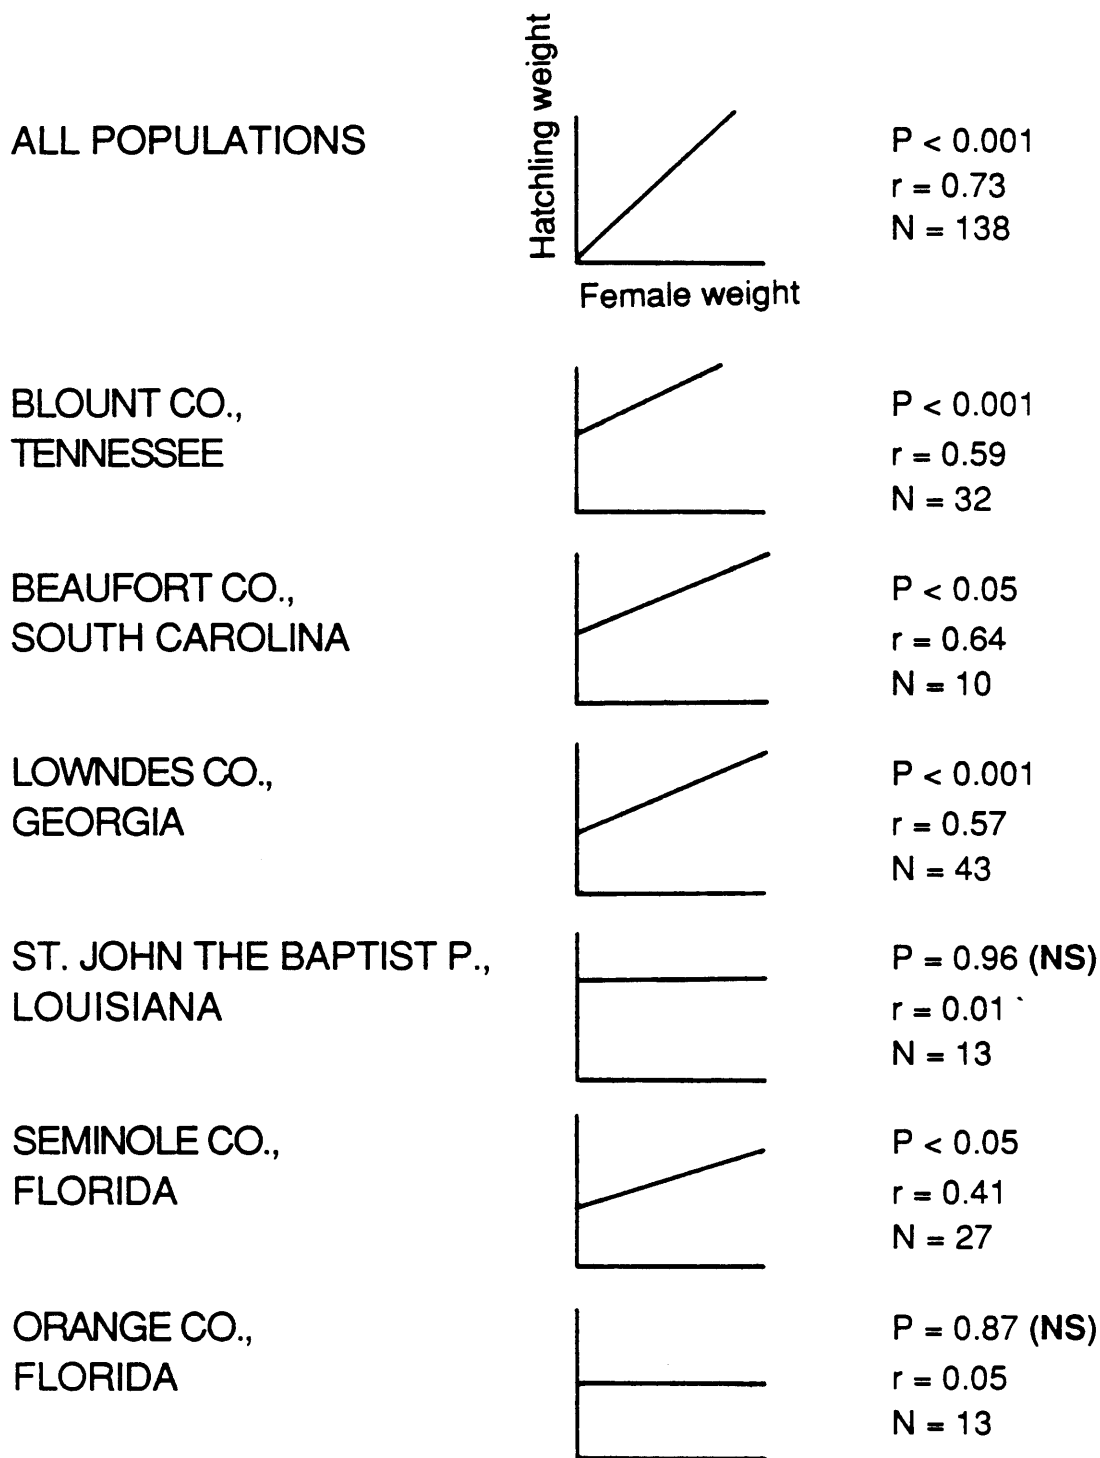 Hatchling weight
ALL POPULATIONS
P < 0.001
r = 0.73
N = 138
Female weight
BLOUNT CO.,
TENNESSEE
P < 0.001
r = 0.59
N = 32
BEAUFORT CO.,
SOUTH CAROLINA
P < 0.05
r = 0.64
N = 10
LOWNDES CO.,
GEORGIA
P < 0.001
r = 0.57
N = 43
ST. JOHN THE BAPTIST P.,
LOUISIANA
P = 0.96 (NS)
r = 0.01
N = 13
SEMINOLE CO.,
FLORIDA
P < 0.05
r = 0.41
N = 27
ORANGE CO.,
FLORIDA
P = 0.87 (NS)
r = 0.05
N = 13